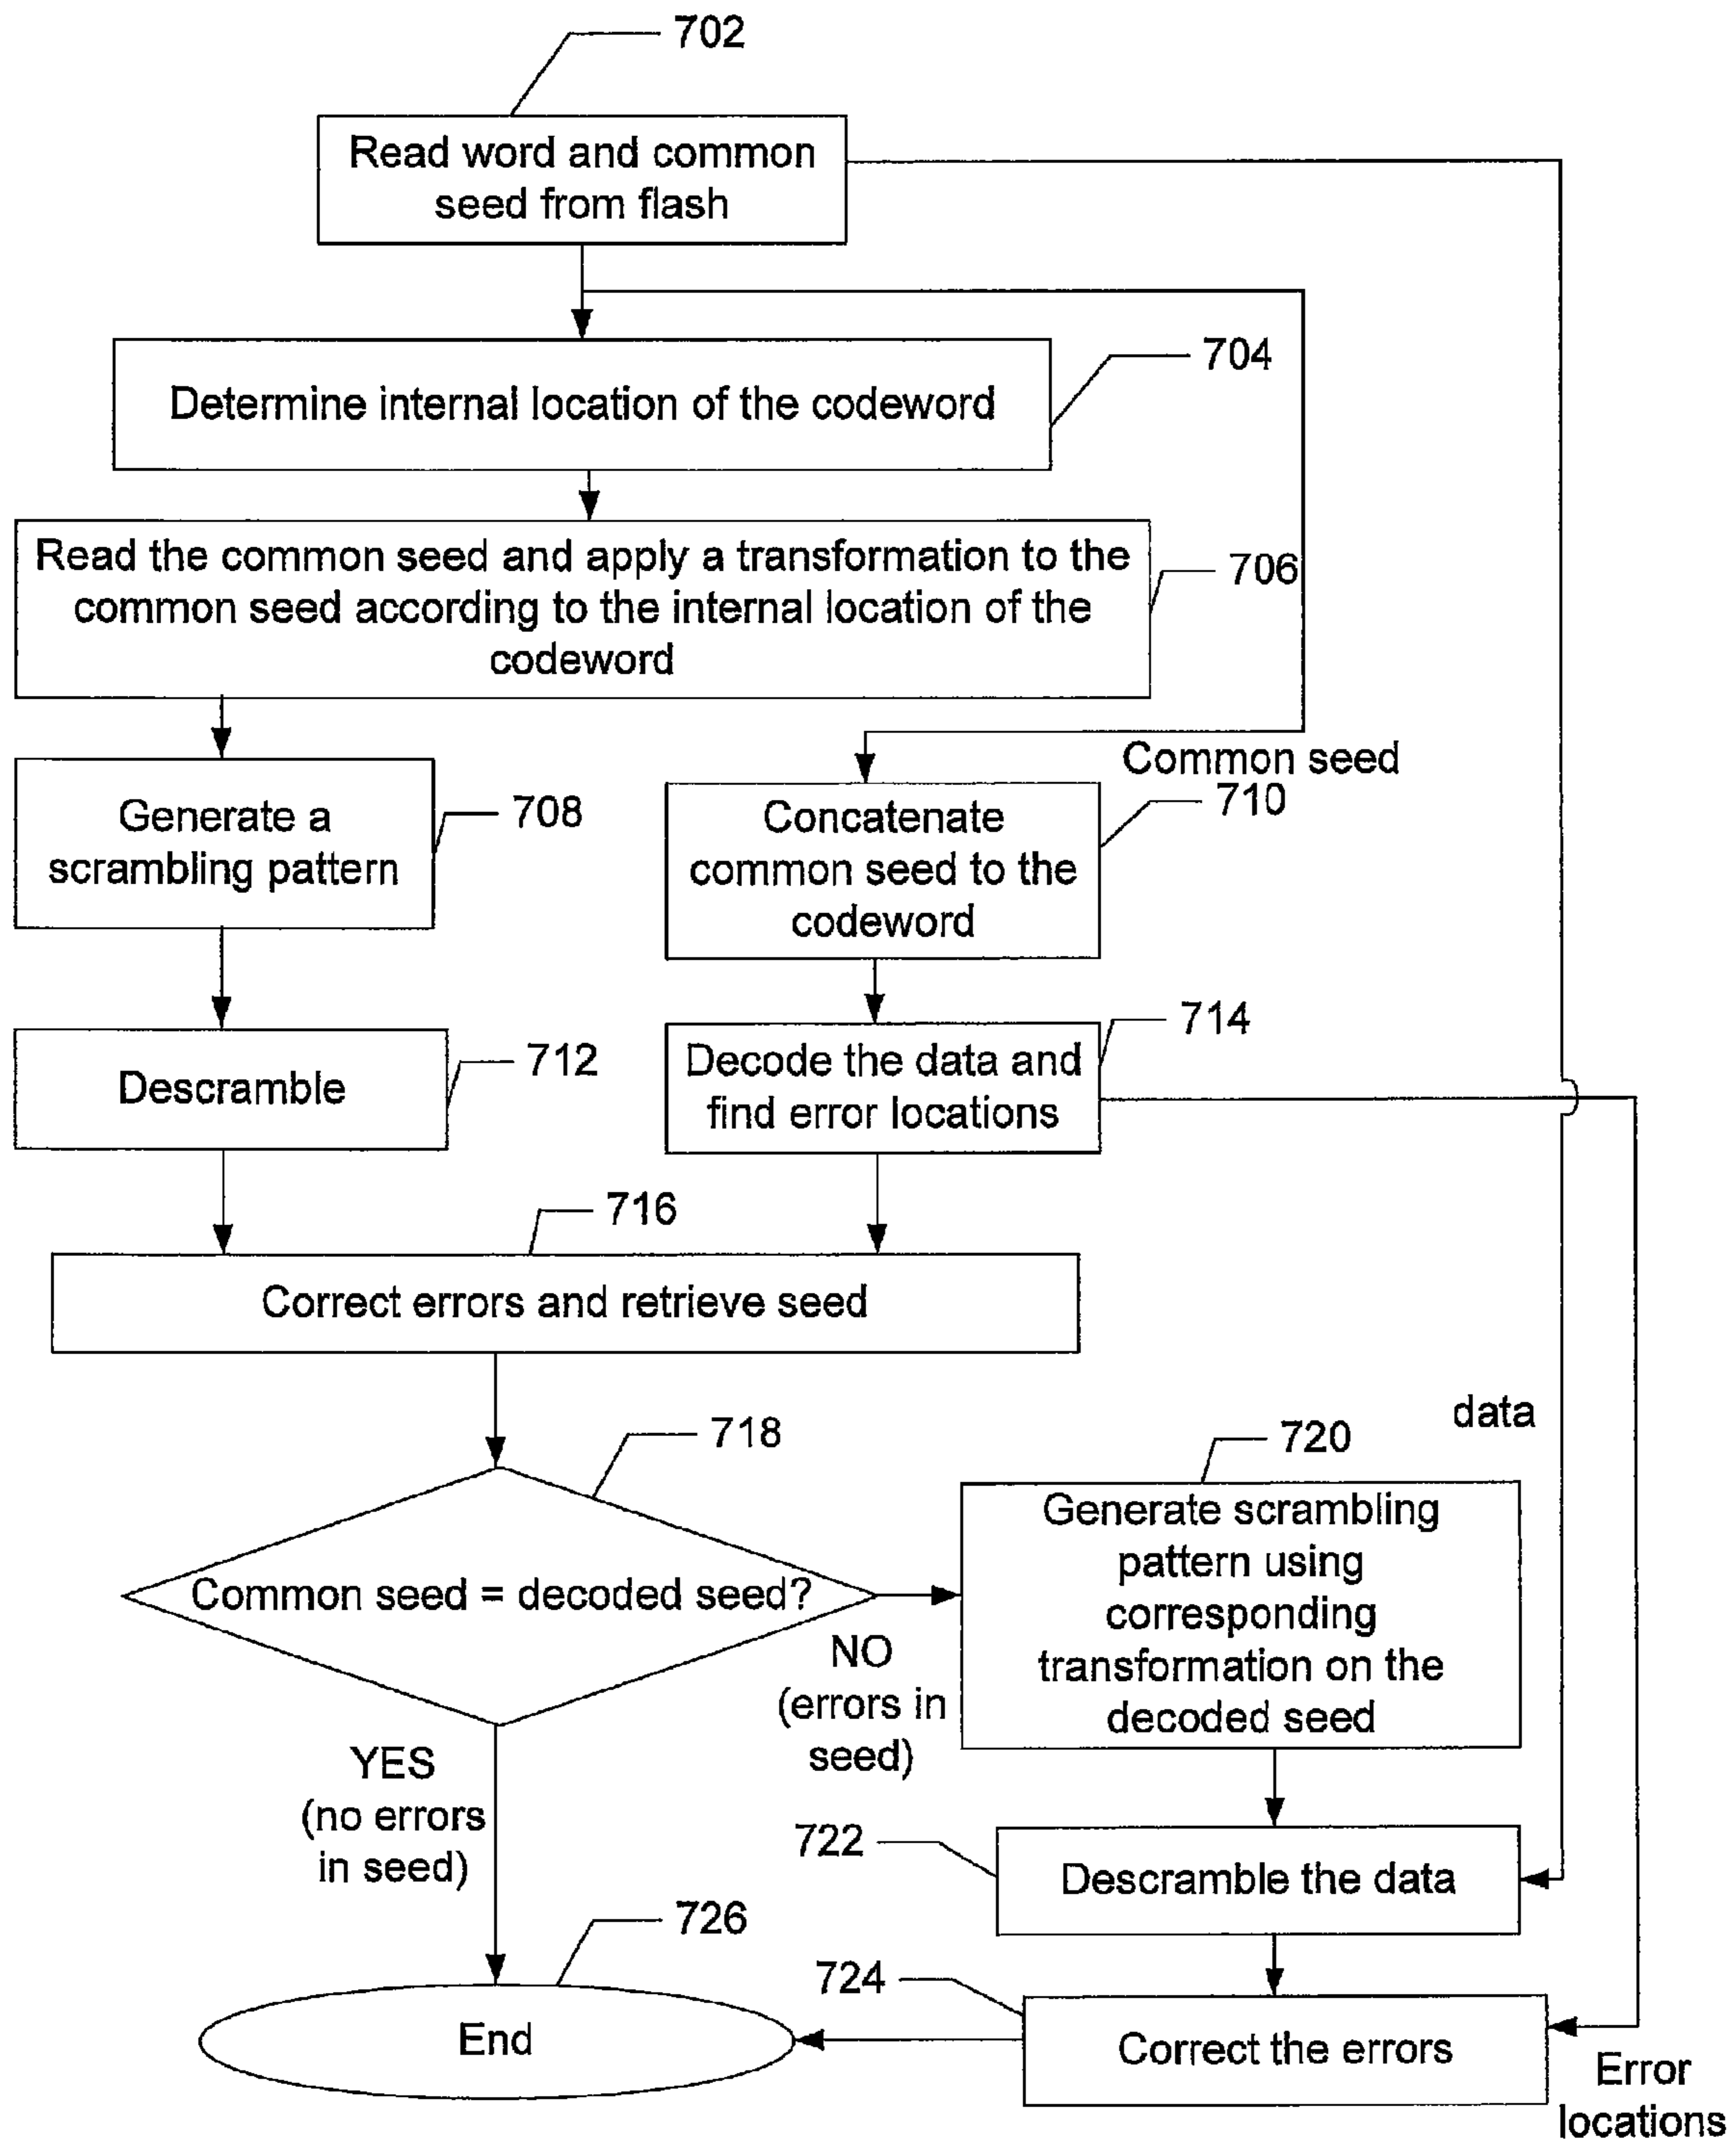 702
Read word and common
seed from flash
704
Determine internal location of the codeword
Read the common seed and apply a transformation to the
common seed according to the internal location of the
codeword
706
Common seed
Generate a
scrambling pattern
708
Concatenate
common seed to the
codeword
710
Descramble
712
Decode the data and
find error locations
714
716
Correct errors and retrieve seed
data
718
720
Common seed = decoded seed?
Generate scrambling
pattern using
corresponding
transformation on the
decoded seed
NO
(errors in
seed)
YES
(no errors
in seed)
722
Descramble the data
726
724
End
Correct the errors
Error
locations